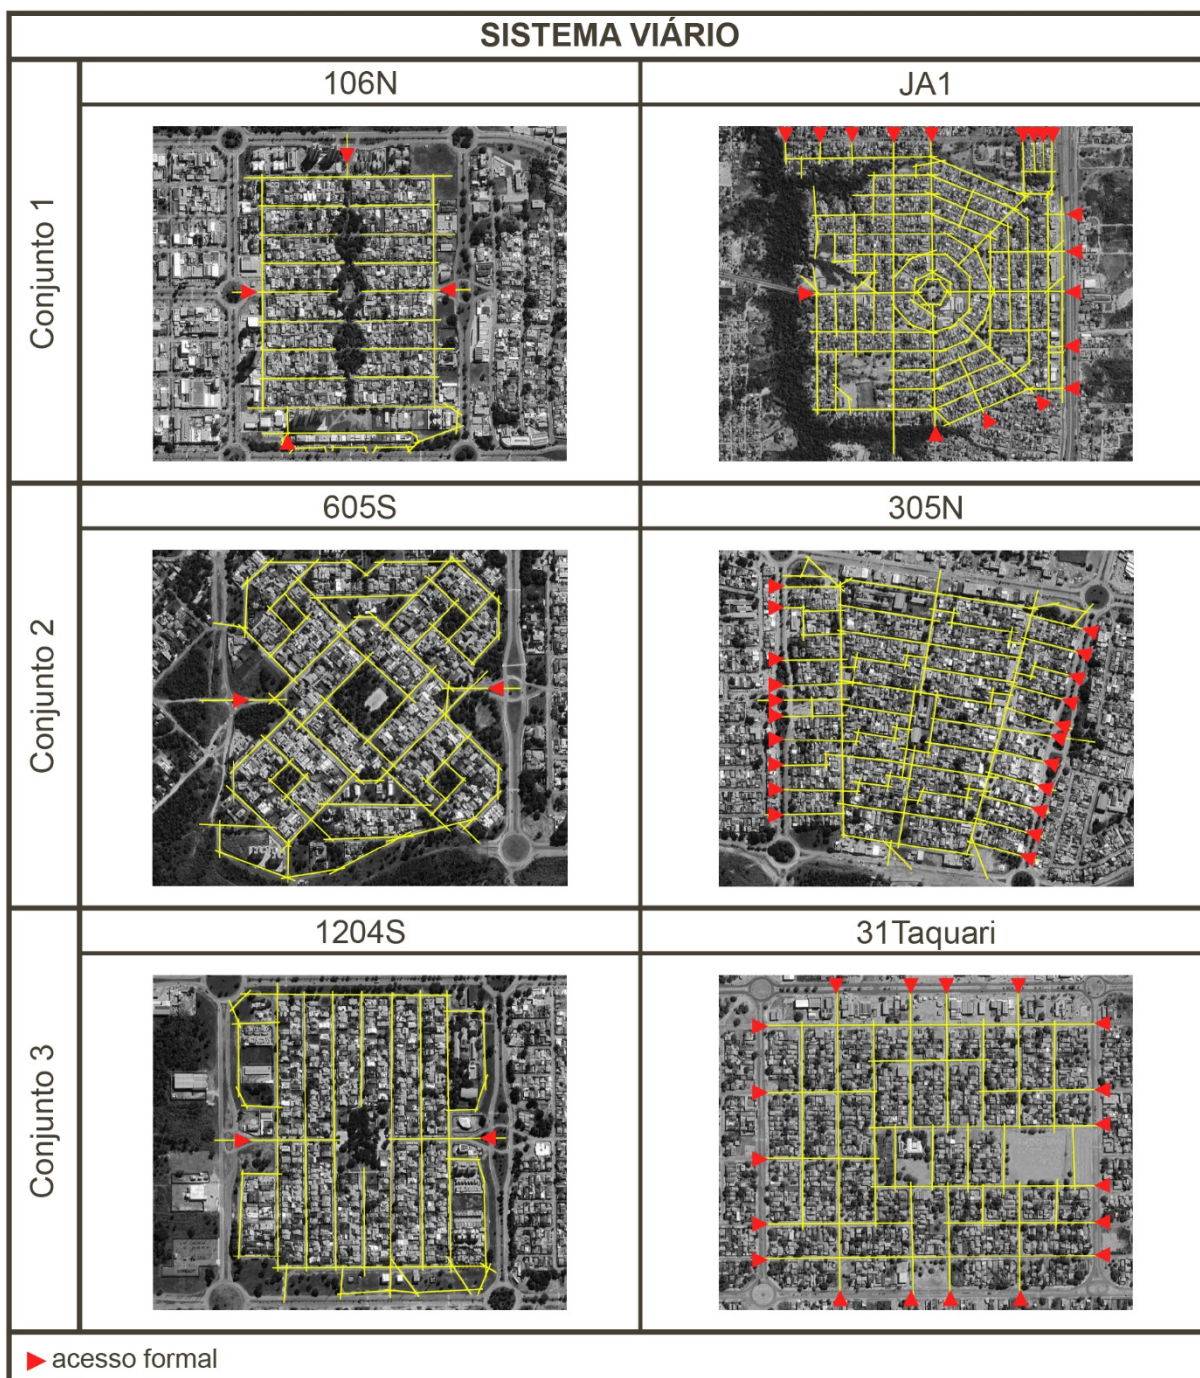 SISTEMA VIÁRIO
Conjunto 1
106N
JA1
Conjunto 2
605S
305N
Conjunto 3
1204S
31Taquari
acesso formal